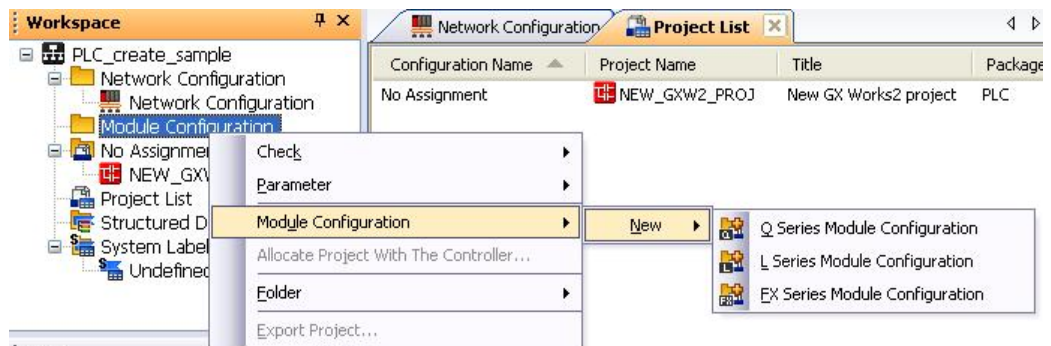 Workspace
PLC_create_sample
Network Configuration
Network Configuration
Module Configuration
No Assignme
NEW_GX
Project List
Structured D
System Label
Undefined
Check
Parameter
Module Configuration
Allocate Project With The Controller...
Folder
Export Project...
New
Q Series Module Configuration
L Series Module Configuration
FX Series Module Configuration
Network Configuration
Project List
Configuration Name Project Name Title Package
No Assignment NEW_GXW2_PROJ New GX Works2 project PLC